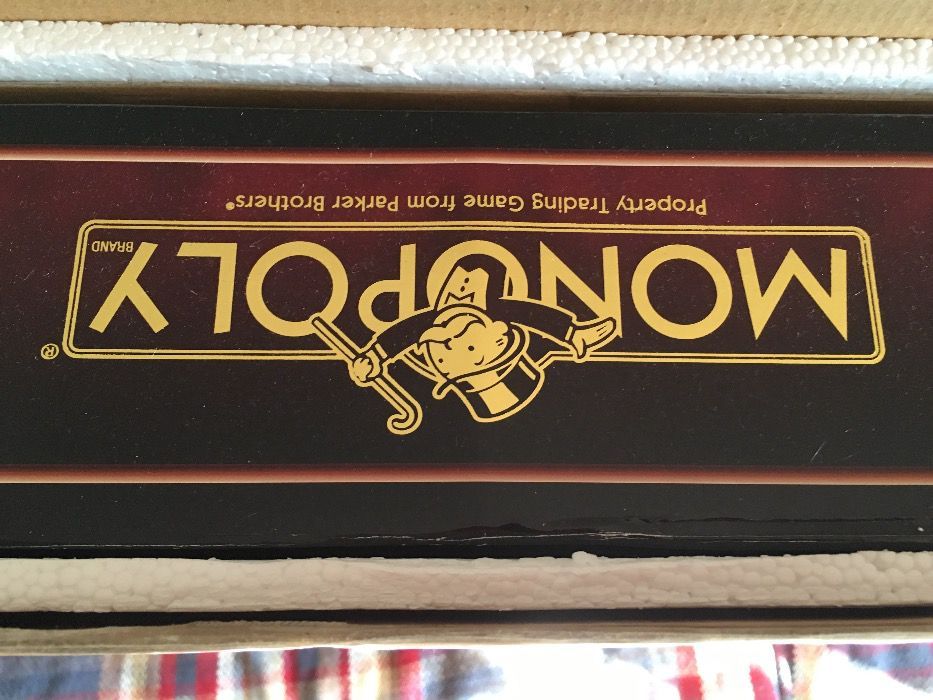 Property Trading Game from Parker Brothers®
MONOPOLY
BRAND
®